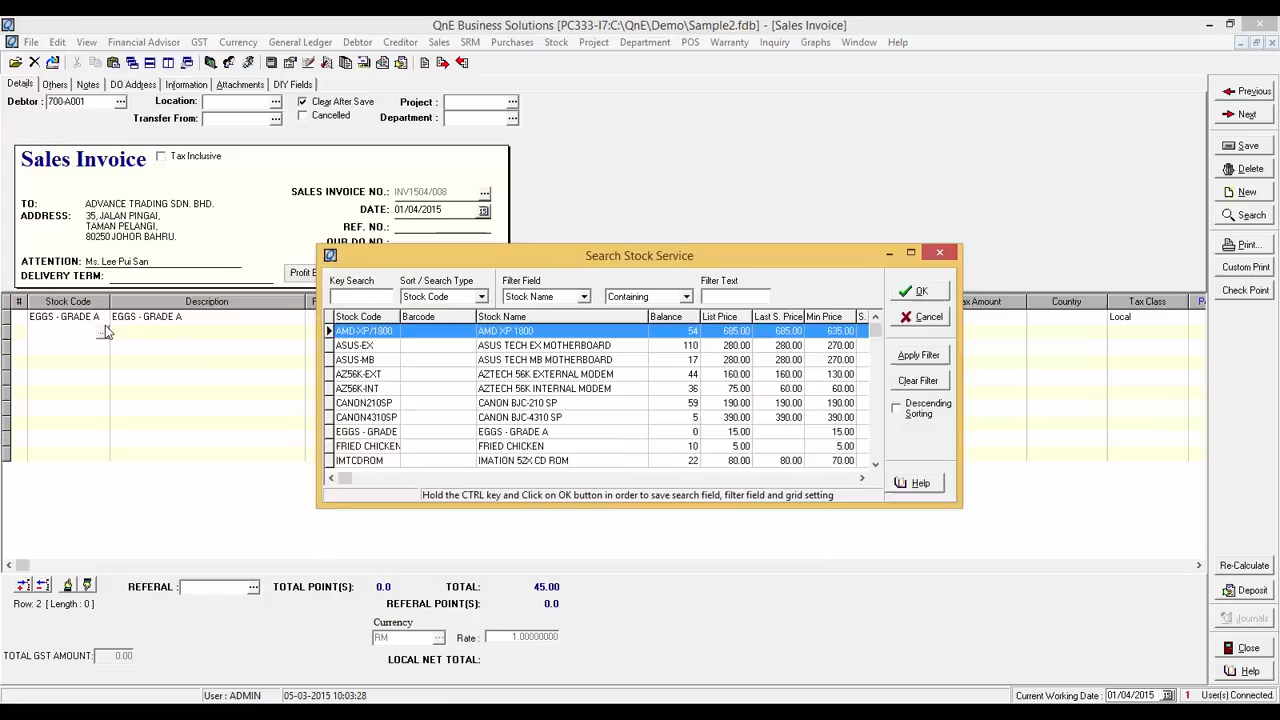 QnE Business Solutions [PC333-I7:C:\QnE\Demo\Sample2.fdb] - [Sales Invoice]
File Edit View Financial Advisory GST Currency General Ledger Debtor Creditor Sales SRM Purchases Stock Project Department POS Warranty Inquiry Graphs Window Help
Details Others Notes DO Address Information Attachments DIY Fields
Debtor : 700-A001 Location: Clear After Save Project :
Transfer From: Cancelled Department :
Sales Invoice Tax Inclusive
SALES INVOICE NO.: INV1504/008
TO: ADVANCE TRADING SDN. BHD. DATE: 01/04/2015
ADDRESS: 35, JALAN PINGAI,
TAMAN PELANGI, REF. NO.:
80250 JOHOR BAHRU.
OUR DO NO.:
ATTENTION: Ms. Lee Pui San
DELIVERY TERM: Profit E
# Stock Code Description Amount Country Tax Class
EGGS - GRADE A EGGS - GRADE A Local
Search Stock Service
Key Search Sort / Search Type Filter Field Filter Text
Stock Code Stock Name Containing
Stock Code Barcode Stock Name Balance List Price Last S. Price Min Price S.
AMD-XP/1800 AMD XP 1800 54 685.00 685.00 635.00
ASUS-EX ASUS TECH EX MOTHERBOARD 110 280.00 280.00 270.00
ASUS-MB ASUS TECH MB MOTHERBOARD 17 280.00 280.00 270.00
AZ56K-EXT AZTECH 56K EXTERNAL MODEM 44 160.00 160.00 130.00
AZ56K-INT AZTECH 56K INTERNAL MODEM 36 75.00 60.00 60.00
CANON210SP CANON BJC-210 SP 59 190.00 190.00 190.00
CANON4310SP CANON BJC-4310 SP 5 390.00 390.00 390.00
EGGS - GRADE EGGS - GRADE A 0 15.00 15.00
FRIED CHICKEN FRIED CHICKEN 10 5.00 5.00
IMTCDROM IMATION 52X CD ROM 22 80.00 80.00 70.00
Hold the CTRL key and Click on OK button in order to save search field, filter field and grid setting
OK
Cancel
Apply Filter
Clear Filter
Descending
Sorting
Help
Previous
Next
Save
Delete
New
Search
Print...
Custom Print
Check Point
Re-Calculate
Deposit
Journals
Close
Help
REFERAL : TOTAL POINT(S): 0.0 TOTAL: 45.00
Row: 2 [ Length : 0 ] REFERAL POINT(S): 0.0
Currency
RM Rate : 1.00000000
TOTAL GST AMOUNT: 0.00 LOCAL NET TOTAL:
User : ADMIN 05-03-2015 10:03:28 Current Working Date : 01/04/2015 1 User(s) Connected.